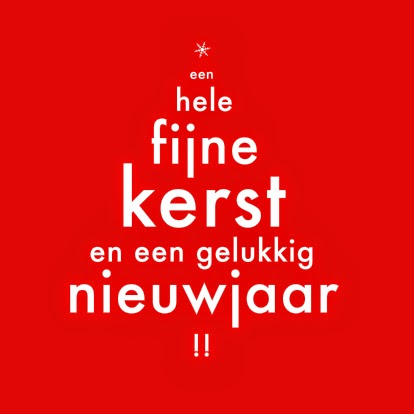 een
hele
fijne
kerst
en een gelukkig
nieuwjaar
!!